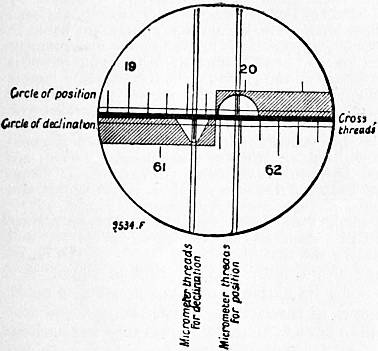 19
20
Circle of position
Circle of declination
Cross
threads,
61
62
9534.F
Micrometer threads
for declination
Micrometer threads
for position